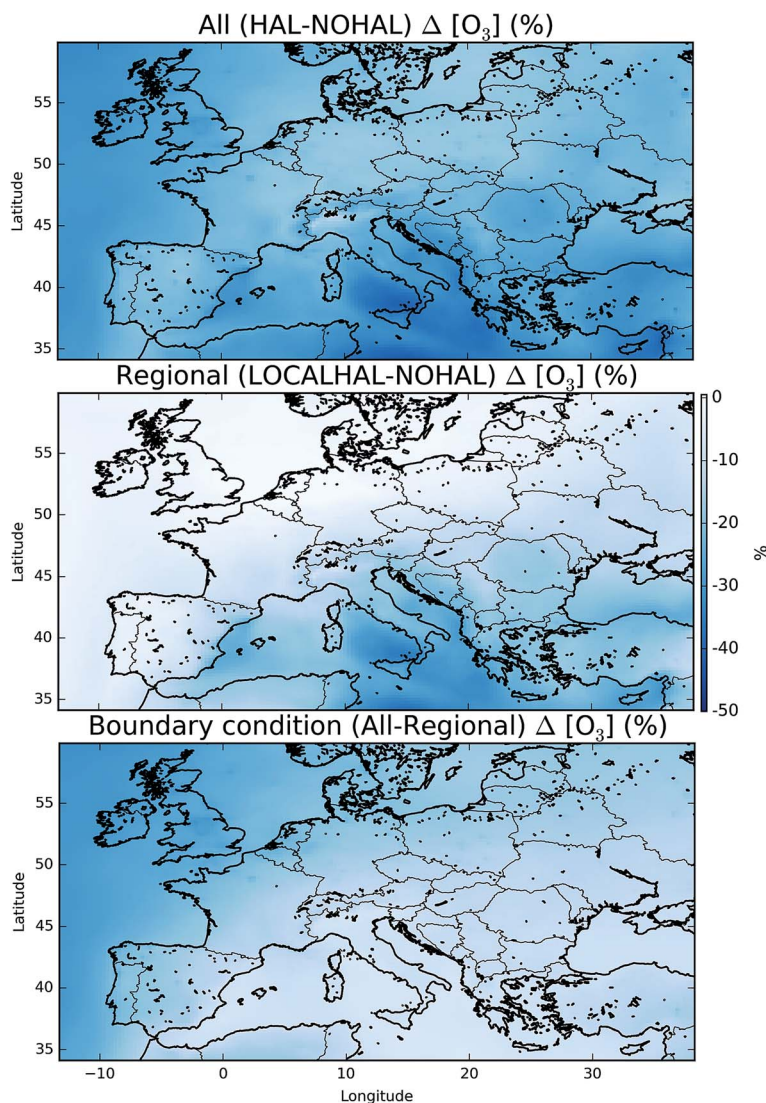 All (HAL-NOHAL) Δ [O₃] (%)
Latitude
55
50
45
40
35
Regional (LOCALHAL-NOHAL) Δ [O₃] (%)
Latitude
55
50
45
40
35
0
-10
-20
-30
-40
-50
%
Boundary condition (All-Regional) Δ [O₃] (%)
Latitude
55
50
45
40
35
−10 0 10 20 30
Longitude